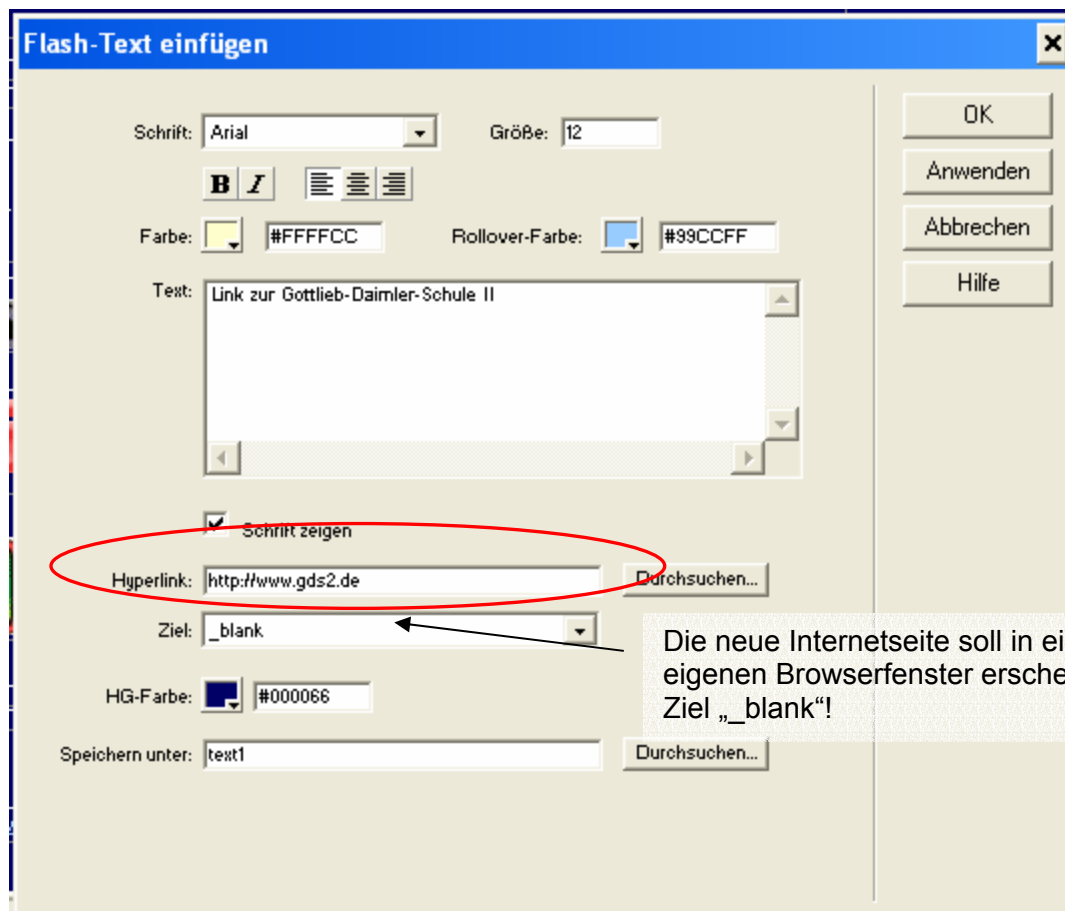 Flash-Text einfügen
Schrift: Arial Größe: 12
OK
B I
Anwenden
Farbe: #FFFFCC Rollover-Farbe: #99CCFF
Abbrechen
Text: Link zur Gottlieb-Daimler-Schule II
Hilfe
Schrift zeigen
Hyperlink: http://www.gds2.de Durchsuchen...
Ziel: _blank
Die neue Internetseite soll in ei
eigenen Browserfenster ersche
Ziel „_blank“!
HG-Farbe: #000066
Speichern unter: text1 Durchsuchen...